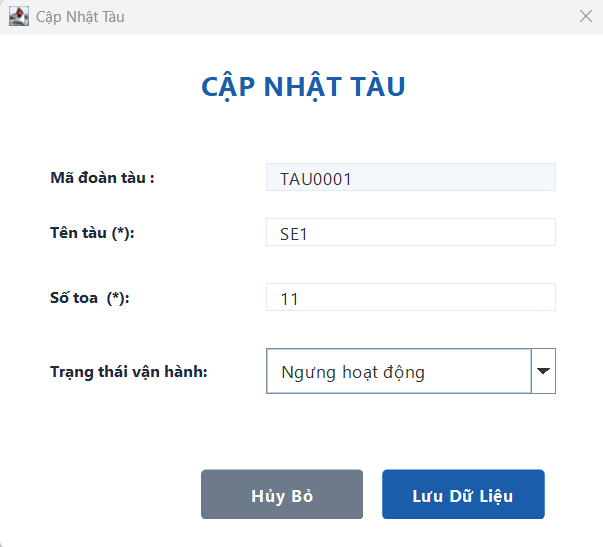 Cập Nhật Tàu
CẬP NHẬT TÀU
Mã đoàn tàu : TAU0001
Tên tàu (*): SE1
Số toa (*): 11
Trạng thái vận hành: Ngưng hoạt động
Hủy Bỏ Lưu Dữ Liệu